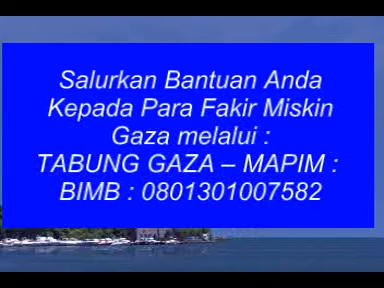 Salurkan Bantuan Anda
Kepada Para Fakir Miskin
Gaza melalui :
TABUNG GAZA – MAPIM :
BIMB : 0801301007582